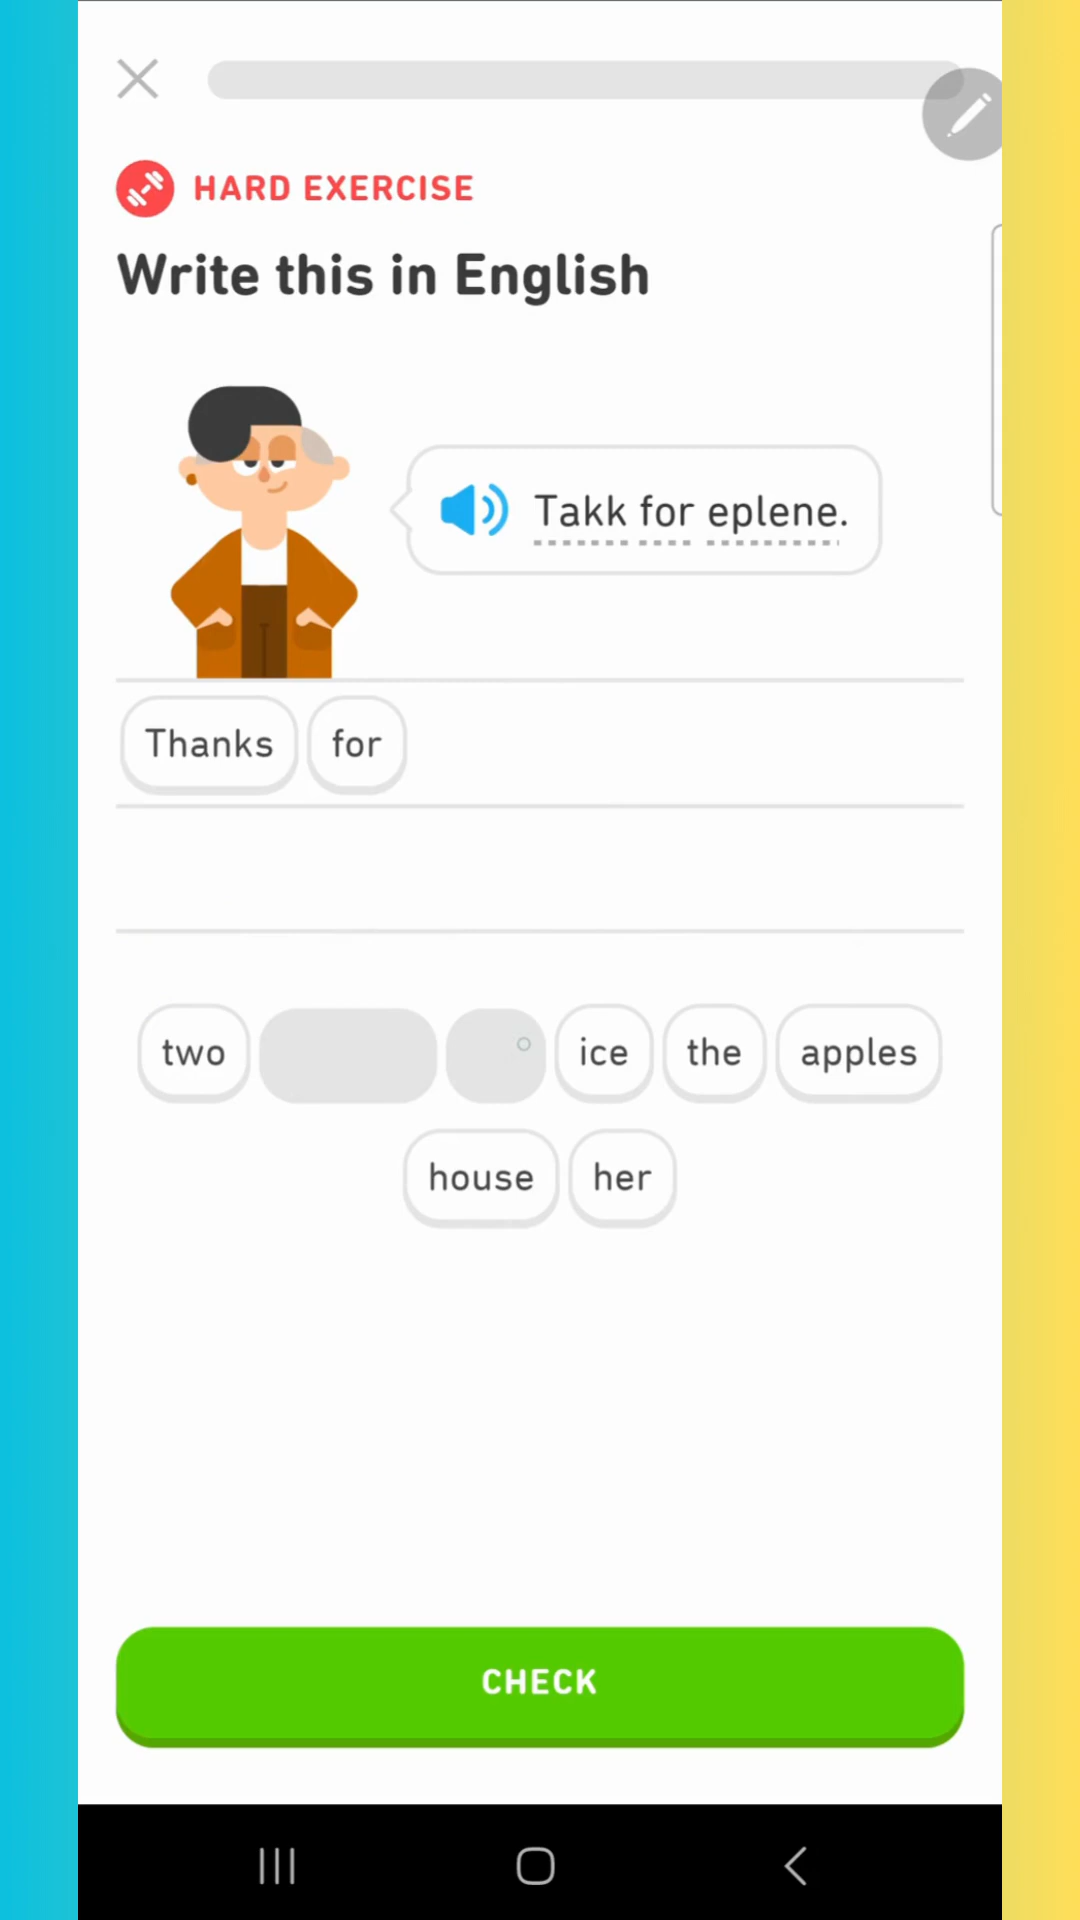 HARD EXERCISE
Write this in English
Takk for eplene.
Thanks for
two ice the apples
house her
CHECK